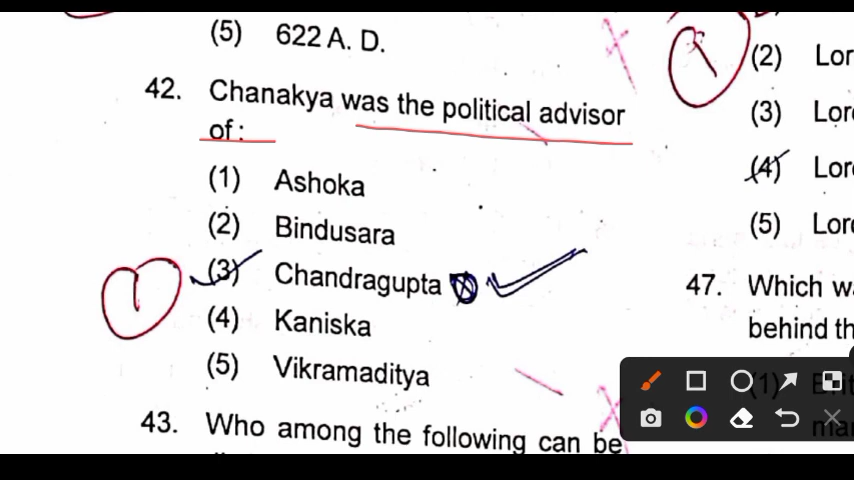 (5) 622 A. D.
42. Chanakya was the political advisor
of :
(1) Ashoka
(2) Bindusara
(3) Chandragupta
(4) Kaniska
(5) Vikramaditya
43. Who among the following can be
1
(2) Lor
(3) Lor
(4) Lor
(5) Lor
47. Which w
behind th
(1)